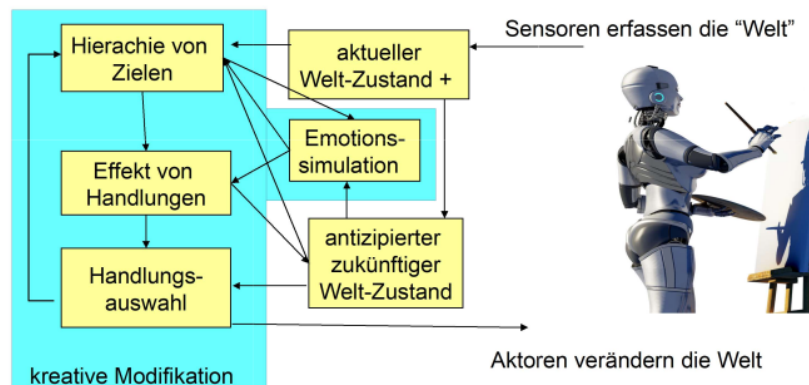 Sensoren erfassen die “Welt”
Hierachie von
Zielen
aktueller
Welt-Zustand +
Emotions-
simulation
Effekt von
Handlungen
antizipierter
zukünftiger
Welt-Zustand
Handlungs-
auswahl
Aktoren verändern die Welt
kreative Modifikation